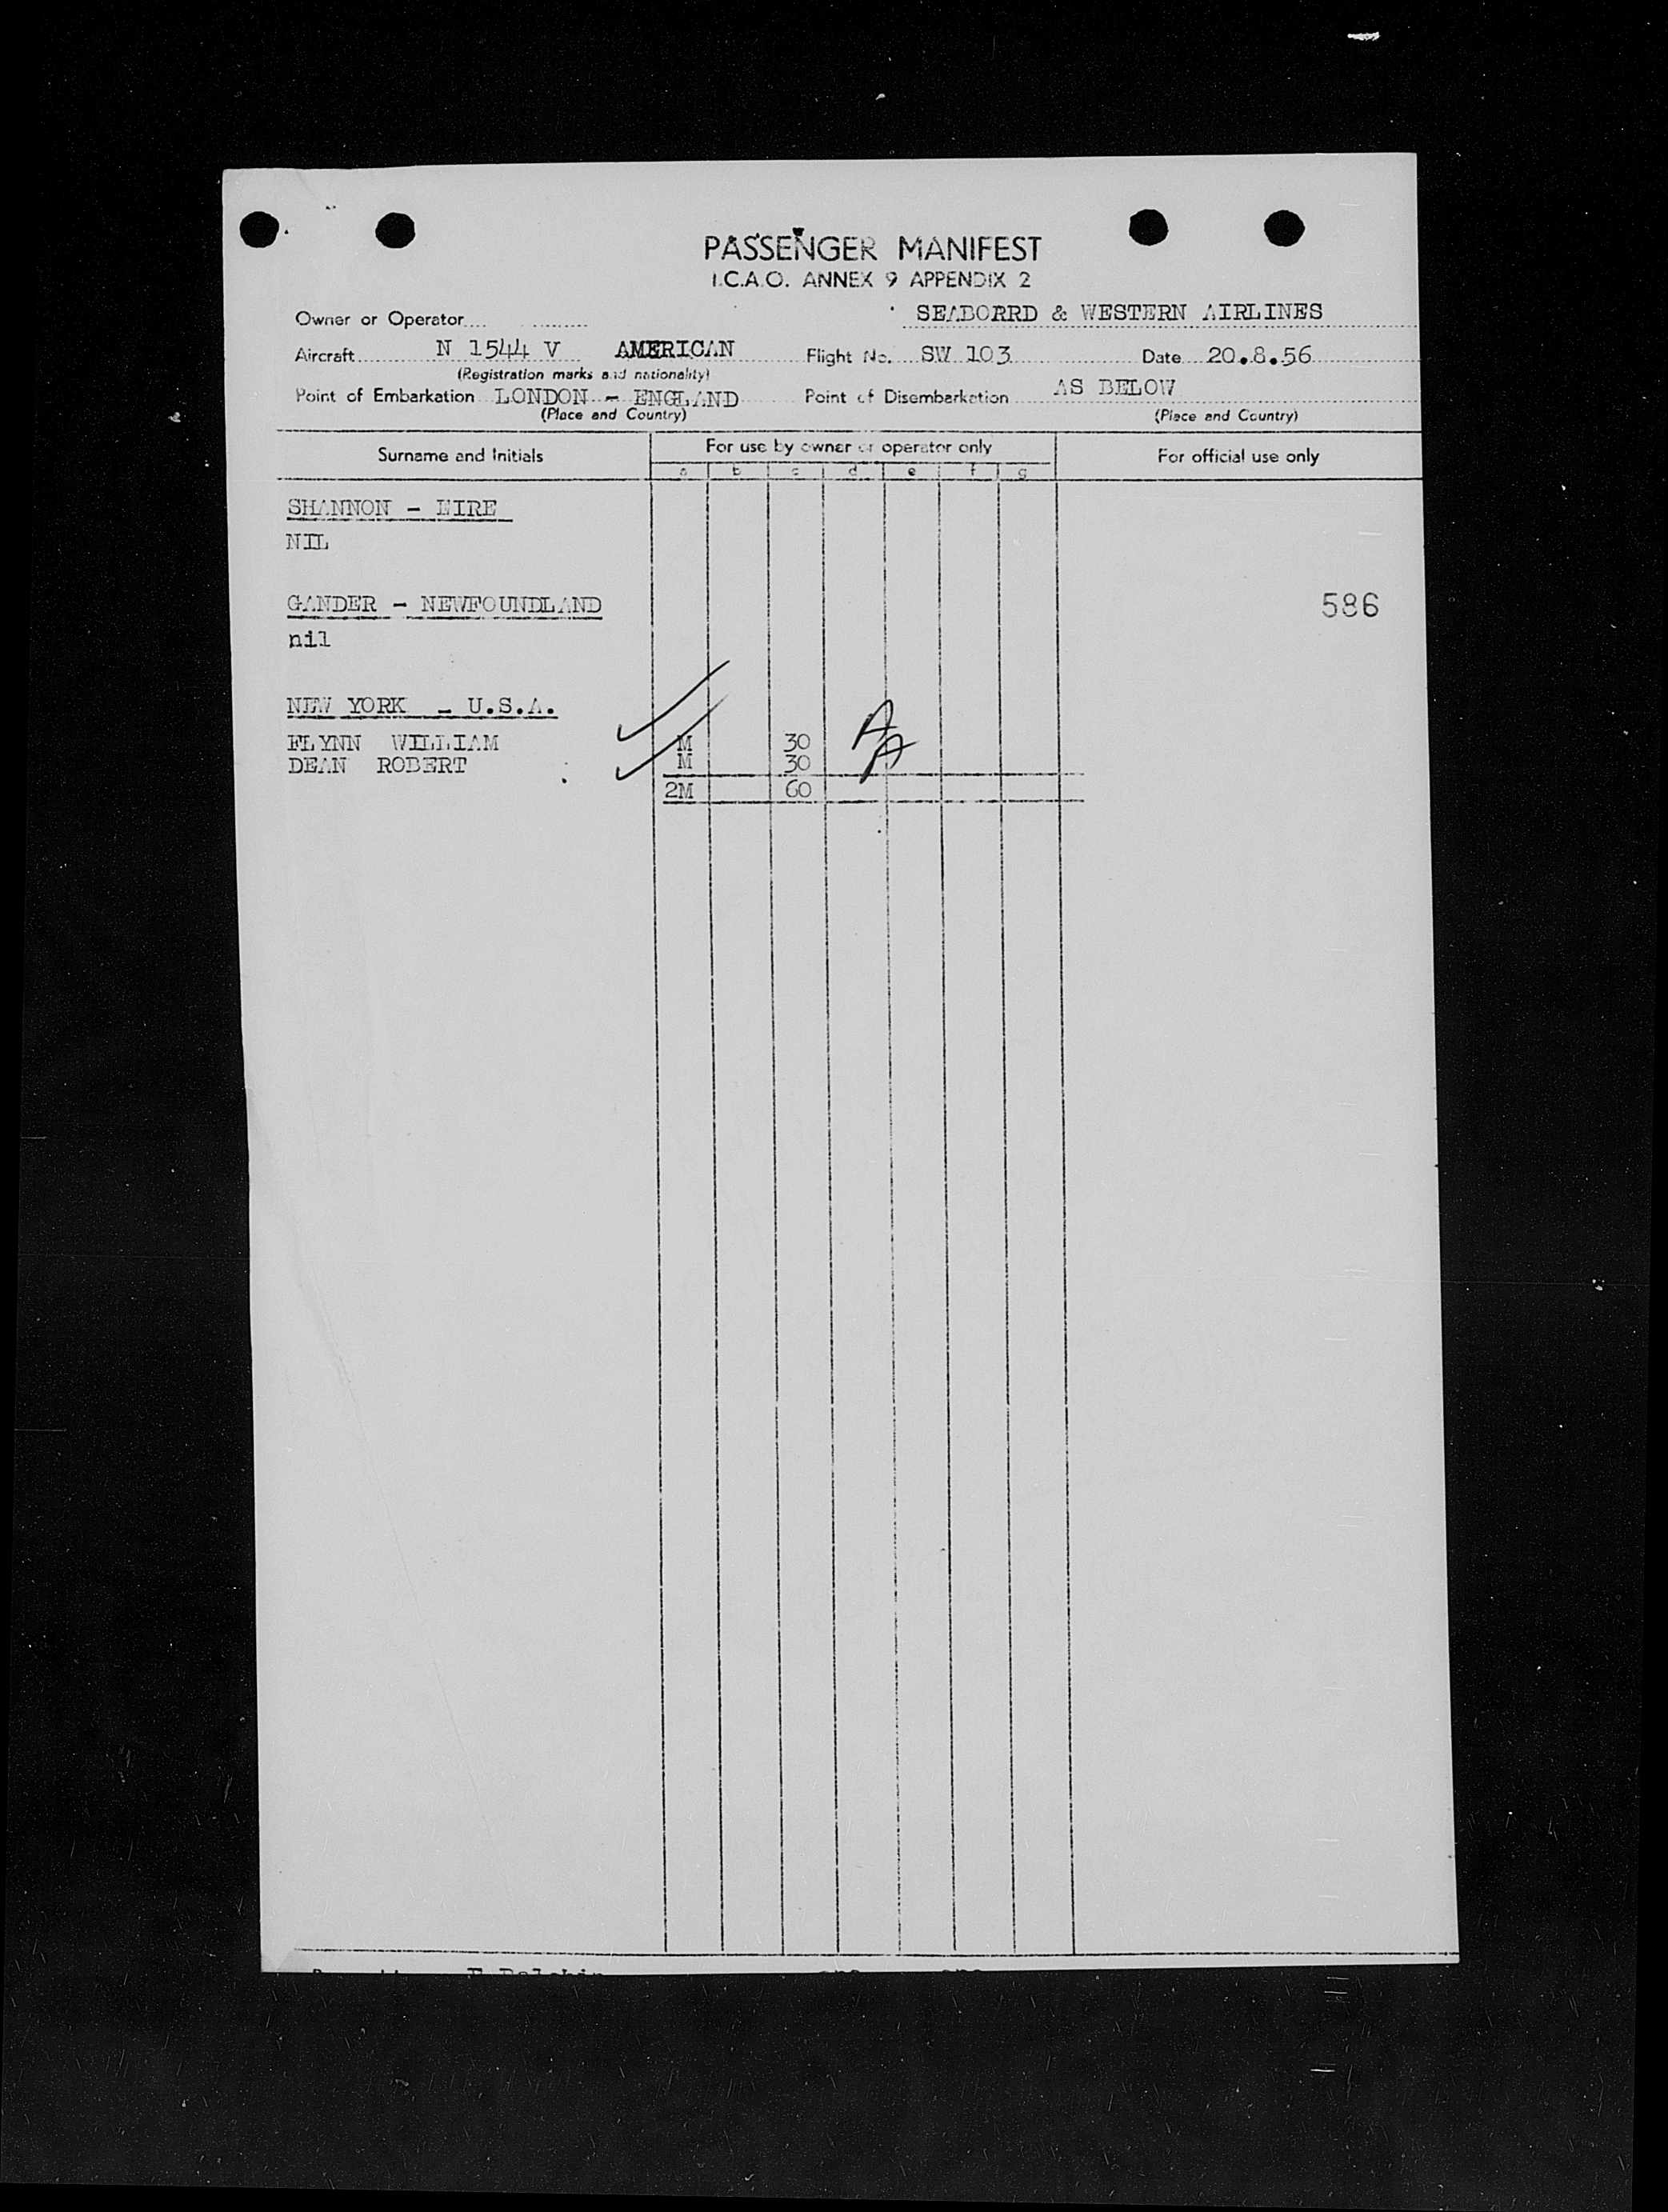 PASSENGER MANIFEST
I.C.A.O. ANNEX 9 APPENDIX 2
Owner or Operator SEABORRD & WESTERN AIRLINES
Aircraft N 1544 V AMERICAN Flight No. SW 103 Date 20.8.56
(Registration marks and nationality)
Point of Embarkation LONDON - ENGLAND Point of Disembarkation AS BELOW
(Place and Country) (Place and Country)
Surname and Initials For use by owner or operator only For official use only
a b c d e f g
SHANNON - EIRE
NIL
GANDER - NEWFOUNDLAND 586
nil
NEW YORK - U.S.A.
FLYNN WILLIAM M 30 A
DEAN ROBERT M 30 A
2M 60